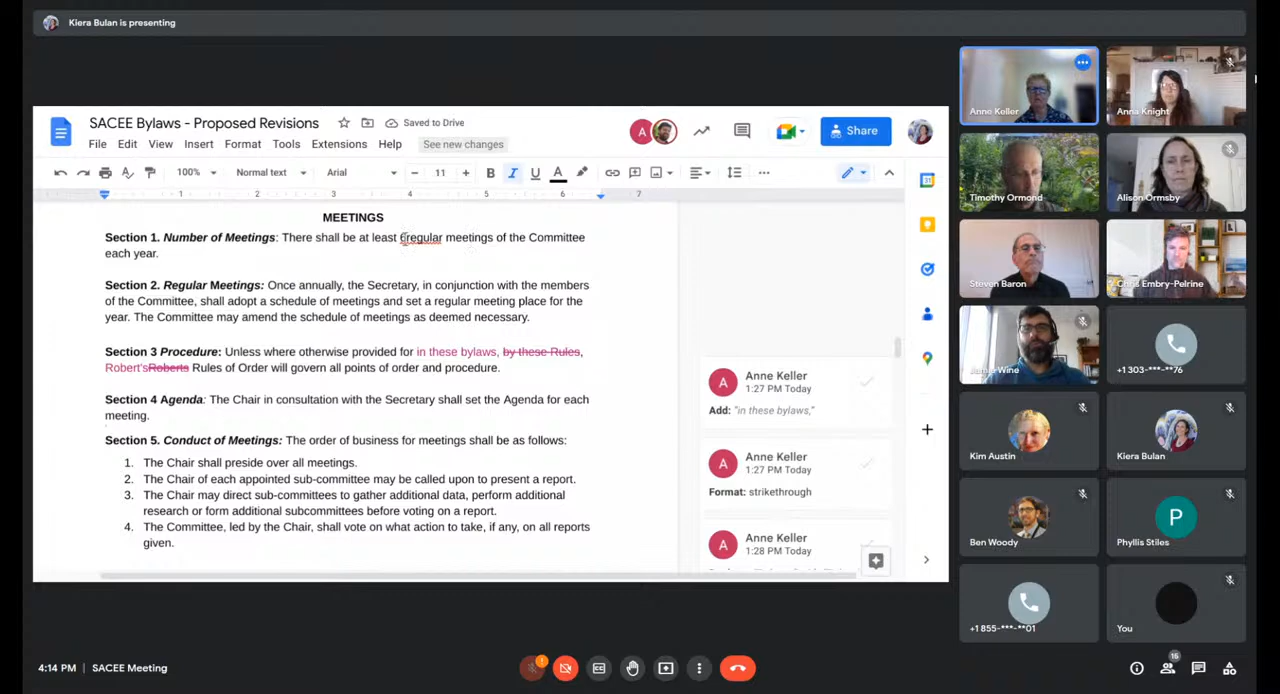 Kiera Bulan is presenting
SACEE Bylaws - Proposed Revisions
Saved to Drive
File Edit View Insert Format Tools Extensions Help See new changes
A
Share
100% Normal text Arial 11 B I U A
1 2 3 4 5 6 7
MEETINGS
Section 1. Number of Meetings: There shall be at least 6regular meetings of the Committee
each year.
Section 2. Regular Meetings: Once annually, the Secretary, in conjunction with the members
of the Committee, shall adopt a schedule of meetings and set a regular meeting place for the
year. The Committee may amend the schedule of meetings as deemed necessary.
Section 3 Procedure: Unless where otherwise provided for in these bylaws, by these Rules,
Robert'sRoberts Rules of Order will govern all points of order and procedure.
Section 4 Agenda: The Chair in consultation with the Secretary shall set the Agenda for each
meeting.
Section 5. Conduct of Meetings: The order of business for meetings shall be as follows:
1. The Chair shall preside over all meetings.
2. The Chair of each appointed sub-committee may be called upon to present a report.
3. The Chair may direct sub-committees to gather additional data, perform additional
research or form additional subcommittees before voting on a report.
4. The Committee, led by the Chair, shall vote on what action to take, if any, on all reports
given.
A
Anne Keller
1:27 PM Today
Add: "in these bylaws,"
A
Anne Keller
1:27 PM Today
Format: strikethrough
A
Anne Keller
1:28 PM Today
31
Anne Keller
Anna Knight
Timothy Ormond
Alison Ormsby
Steven Baron
Chris Embry-Pelrine
Jamie Wine
+1 303-***-**76
Kim Austin
Kiera Bulan
Ben Woody
P
Phyllis Stiles
+1 855-***-**01
You
4:14 PM | SACEE Meeting
!
CC
15